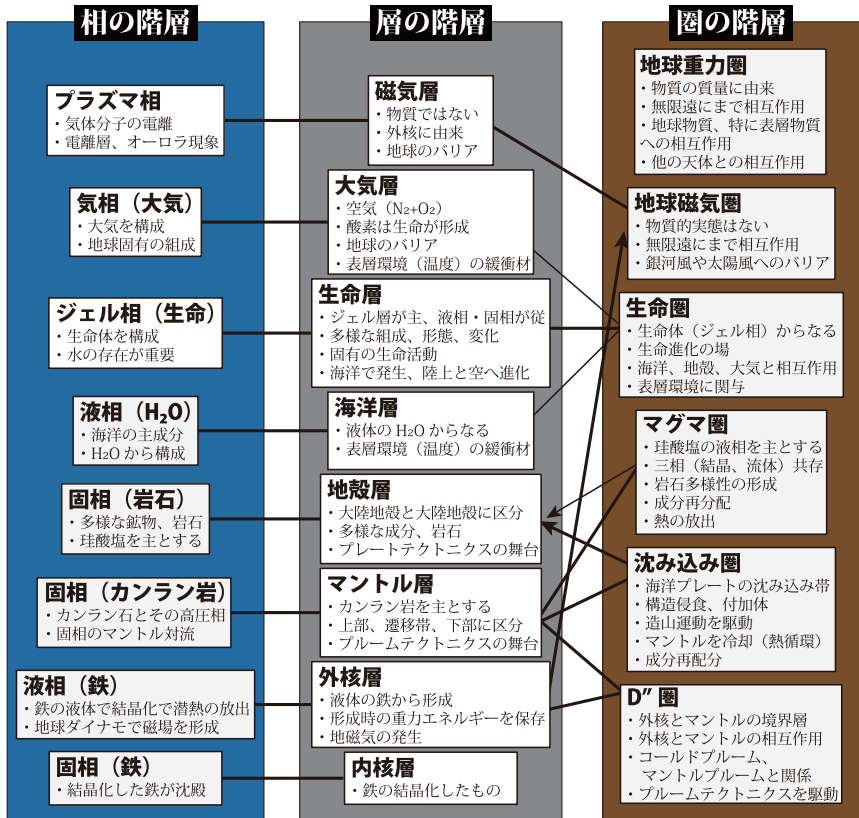 相の階層
プラズマ相
・気体分子の電離
・電離層、オーロラ現象
気相（大気）
・大気を構成
・地球固有の組成
ジェル相（生命）
・生命体を構成
・水の存在が重要
液相（H₂O）
・海洋の主成分
・H₂Oから構成
固相（岩石）
・多様な鉱物、岩石
・珪酸塩を主とする
固相（カンラン岩）
・カンラン石とその高圧相
・固相のマントル対流
液相（鉄）
・鉄の液体で結晶化で潜熱の放出
・地球ダイナモで磁場を形成
固相（鉄）
・結晶化した鉄が沈殿
層の階層
磁気層
・物質ではない
・外核に由来
・地球のバリア
大気層
・空気（N₂+O₂）
・酸素は生命が形成
・地球のバリア
・表層環境（温度）の緩衝材
生命層
・ジェル層が主、液相・固相が従
・多様な組成、形態、変化
・固有の生命活動
・海洋で発生、陸上と空へ進化
海洋層
・液体のH₂Oからなる
・表層環境（温度）の緩衝材
地殻層
・大陸地殻と大陸地殻に区分
・多様な成分、岩石
・プレートテクトニクスの舞台
マントル層
・カンラン岩を主とする
・上部、遷移帯、下部に区分
・プルームテクトニクスの舞台
外核層
・液体の鉄から形成
・形成時の重力エネルギーを保存
・地磁気の発生
内核層
・鉄の結晶化したもの
圏の階層
地球重力圏
・物質の質量に由来
・無限遠にまで相互作用
・地球物質、特に表層物質
への相互作用
・他の天体との相互作用
地球磁気圏
・物質的実態はない
・無限遠にまで相互作用
・銀河風や太陽風へのバリア
生命圏
・生命体（ジェル相）からなる
・生命進化の場
・海洋、地殻、大気と相互作用
・表層環境に関与
マグマ圏
・珪酸塩の液相を主とする
・三相（結晶、流体）共存
・岩石多様性の形成
・成分再分配
・熱の放出
沈み込み圏
・海洋プレートの沈み込み帯
・構造侵食、付加体
・造山運動を駆動
・マントルを冷却（熱循環）
・成分再配分
D″ 圏
・外核とマントルの境界層
・外核とマントルの相互作用
・コールドプルーム、
マントルプルームと関係
・プルームテクトニクスを駆動